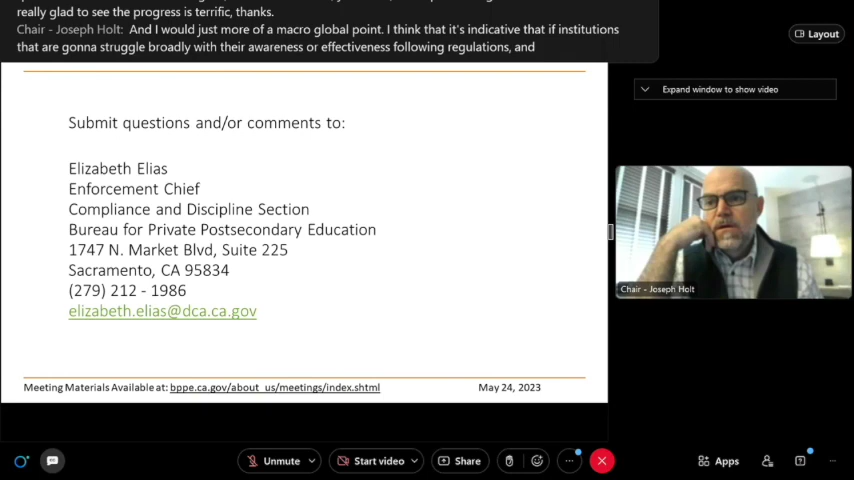 really glad to see the progress is terrific, thanks.
Chair - Joseph Holt: And I would just more of a macro global point. I think that it's indicative that if institutions
that are gonna struggle broadly with their awareness or effectiveness following regulations, and
Layout
Expand window to show video
Submit questions and/or comments to:
Elizabeth Elias
Enforcement Chief
Compliance and Discipline Section
Bureau for Private Postsecondary Education
1747 N. Market Blvd, Suite 225
Sacramento, CA 95834
(279) 212 - 1986
elizabeth.elias@dca.ca.gov
Chair - Joseph Holt
Meeting Materials Available at: bppe.ca.gov/about_us/meetings/index.shtml
May 24, 2023
Unmute
Start video
Share
Apps